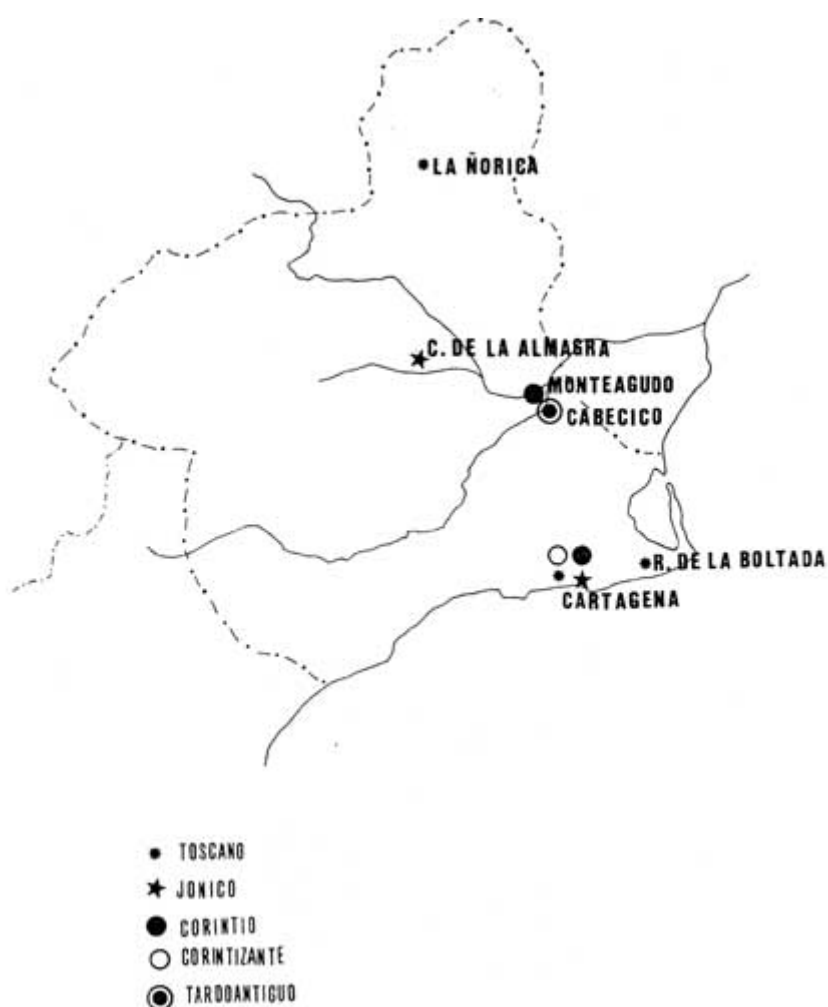 LA ÑORICA
C. DE LA ALMAGRA
MONTEAGUDO
CABECICO
R. DE LA BOLTADA
CARTAGENA
TOSCANO
JONICO
CORINTIO
CORINTIZANTE
TARDOANTIGUO